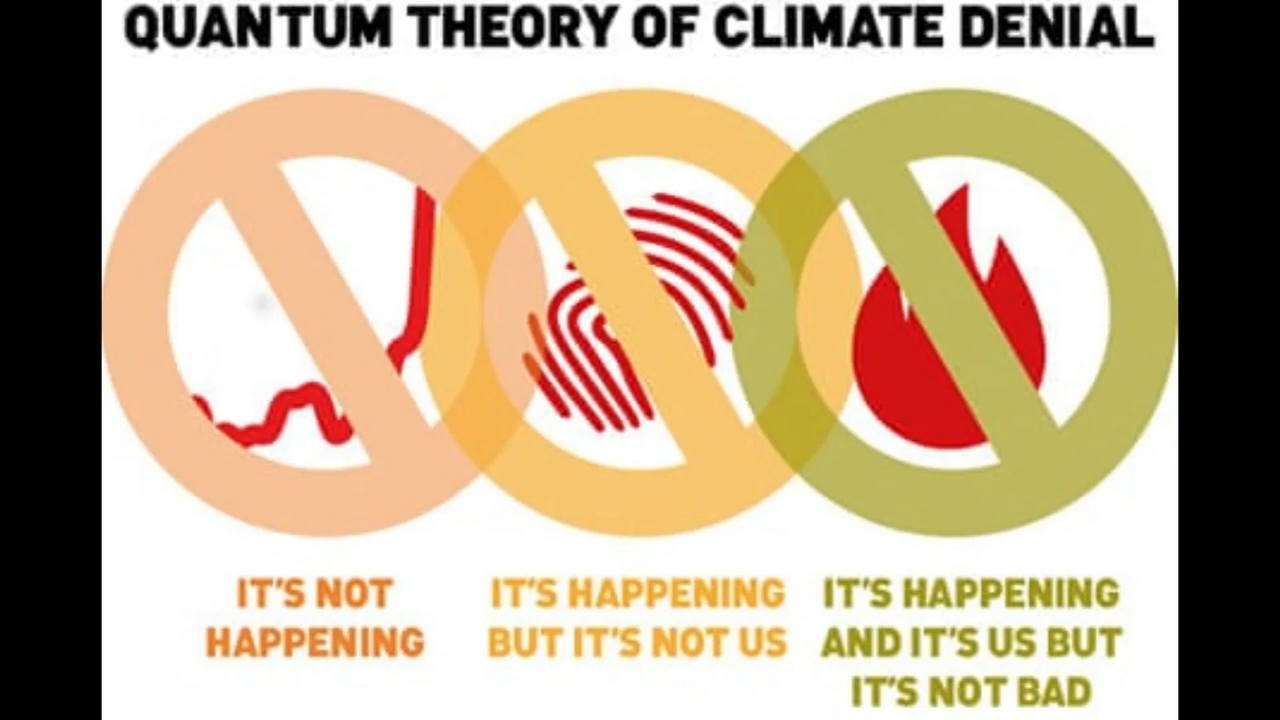 QUANTUM THEORY OF CLIMATE DENIAL
IT'S NOT
HAPPENING
IT'S HAPPENING
BUT IT'S NOT US
IT'S HAPPENING
AND IT'S US BUT
IT'S NOT BAD